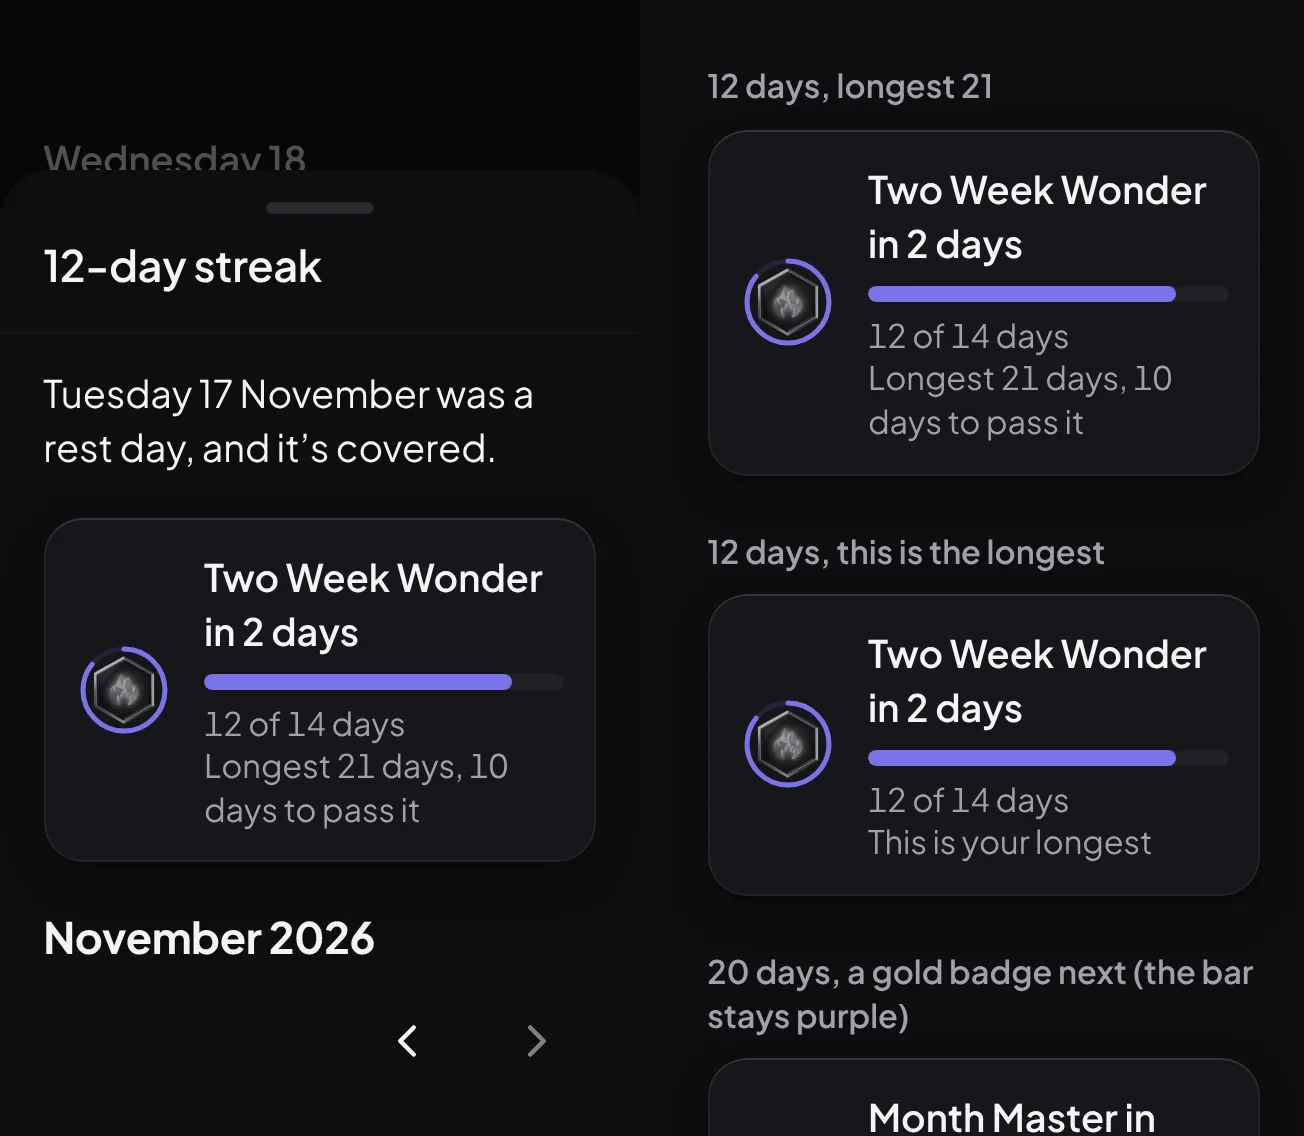 Wednesday 18
12-day streak
Tuesday 17 November was a
rest day, and it’s covered.
Two Week Wonder
in 2 days
12 of 14 days
Longest 21 days, 10
days to pass it
November 2026
12 days, longest 21
Two Week Wonder
in 2 days
12 of 14 days
Longest 21 days, 10
days to pass it
12 days, this is the longest
Two Week Wonder
in 2 days
12 of 14 days
This is your longest
20 days, a gold badge next (the bar
stays purple)
Month Master in